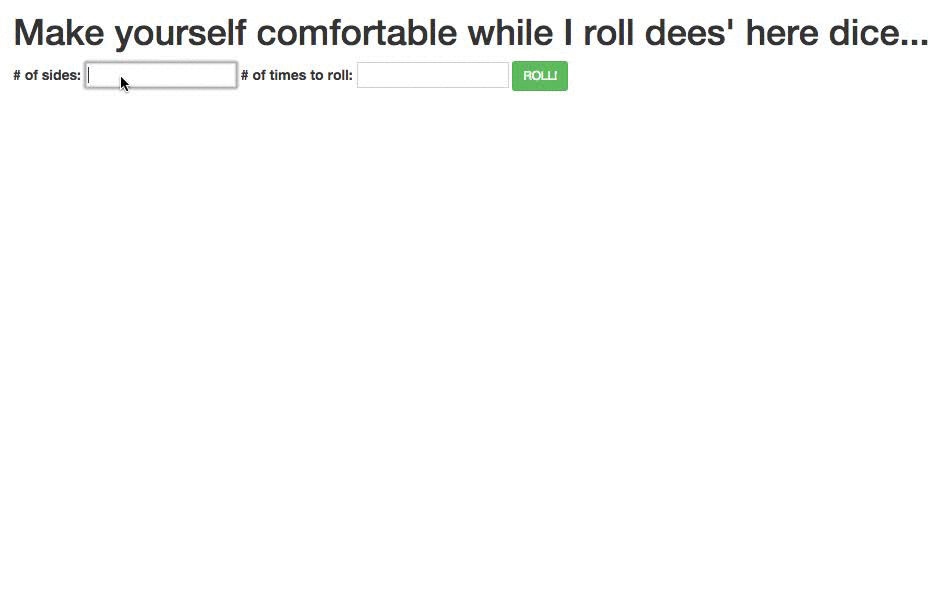 Make yourself comfortable while I roll dees' here dice...
# of sides: # of times to roll: ROLL!